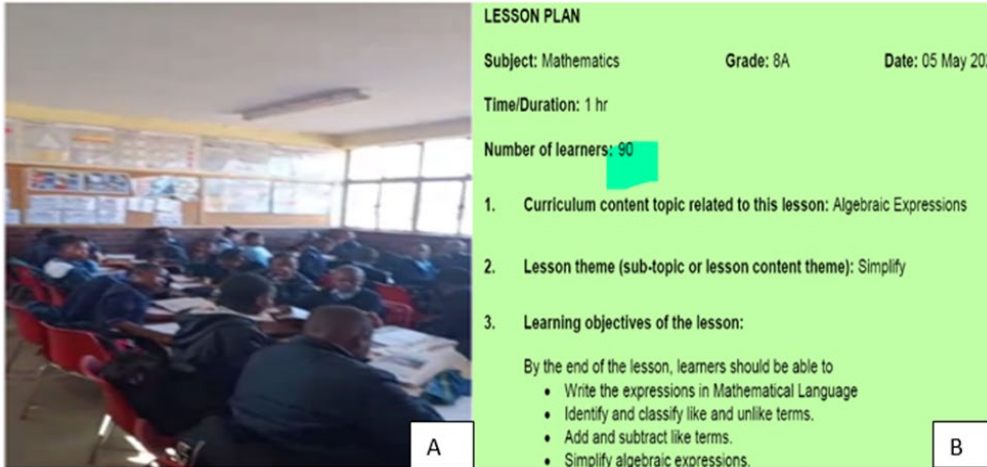 LESSON PLAN
Subject: Mathematics Grade: 8A Date: 05 May 20
Time/Duration: 1 hr
Number of learners: 90
1. Curriculum content topic related to this lesson: Algebraic Expressions
2. Lesson theme (sub-topic or lesson content theme): Simplify
3. Learning objectives of the lesson:
By the end of the lesson, learners should be able to
• Write the expressions in Mathematical Language
• Identify and classify like and unlike terms.
• Add and subtract like terms.
• Simplify algebraic expressions.
A
B